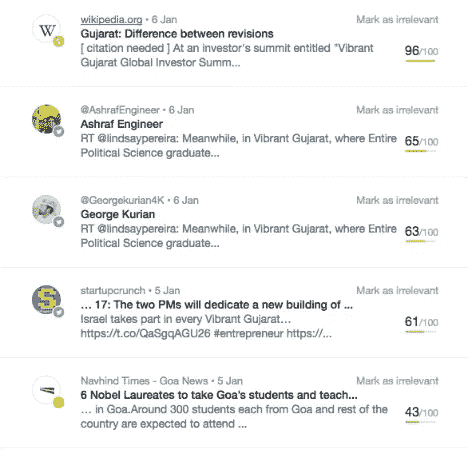 W
wikipedia.org • 6 Jan Mark as irrelevant
Gujarat: Difference between revisions
[ citation needed ] At an investor's summit entitled "Vibrant
Gujarat Global Investor Summ...
96/100
@AshrafEngineer • 6 Jan Mark as irrelevant
Ashraf Engineer
RT @lindsaypereira: Meanwhile, in Vibrant Gujarat, where Entire
Political Science graduate...
65/100
@Georgekurian4K • 6 Jan Mark as irrelevant
George Kurian
RT @lindsaypereira: Meanwhile, in Vibrant Gujarat, where Entire
Political Science graduate...
63/100
startupcrunch • 5 Jan Mark as irrelevant
... 17: The two PMs will dedicate a new building of ...
Israel takes part in every Vibrant Gujarat...
https://t.co/QaSgqAGU26 #entrepreneur https://...
61/100
Navhind Times - Goa News • 5 Jan Mark as irrelevant
6 Nobel Laureates to take Goa's students and teach...
... in Goa.Around 300 students each from Goa and rest of the
country are expected to attend ...
43/100